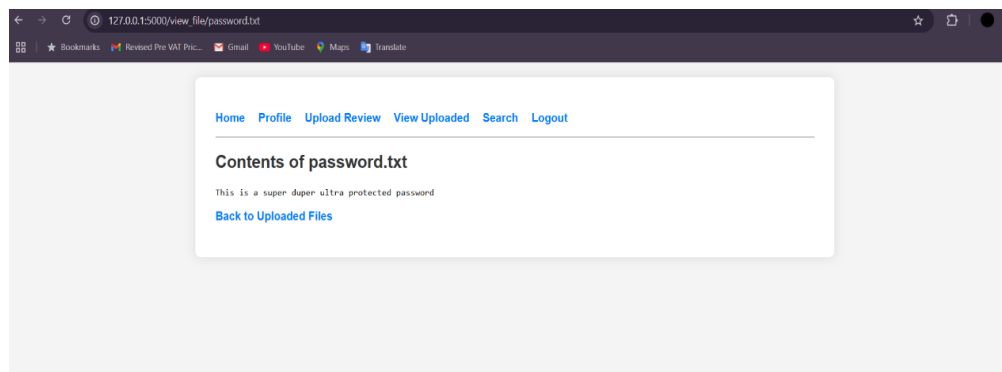 127.0.0.1:5000/view_file/password.txt
Bookmarks Revised Pre VAT Pric... Gmail YouTube Maps Translate
Home Profile Upload Review View Uploaded Search Logout
Contents of password.txt
This is a super duper ultra protected password
Back to Uploaded Files